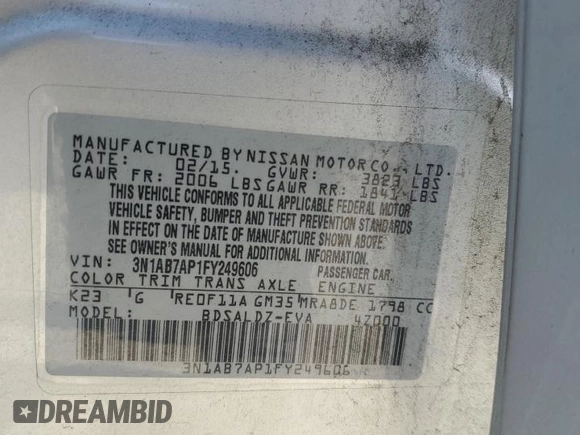 MANUFACTURED BY NISSAN MOTOR CO., LTD.
DATE: 02/15. GVWR: 3823 LBS
GAWR FR: 2006 LBS GAWR RR: 1841 LBS
THIS VEHICLE CONFORMS TO ALL APPLICABLE FEDERAL MOTOR
VEHICLE SAFETY, BUMPER AND THEFT PREVENTION STANDARDS
IN EFFECT ON THE DATE OF MANUFACTURE SHOWN ABOVE.
SEE OWNER'S MANUAL FOR ADDITIONAL INFORMATION.
VIN: 3N1AB7AP1FY249606 PASSENGER CAR.
COLOR TRIM TRANS AXLE ENGINE
K23 G RE0F11A GM35 MRA8DE 1798 CC
MODEL: BDSALDZ-EVA 4Z000
3N1AB7AP1FY249606
DREAMBID